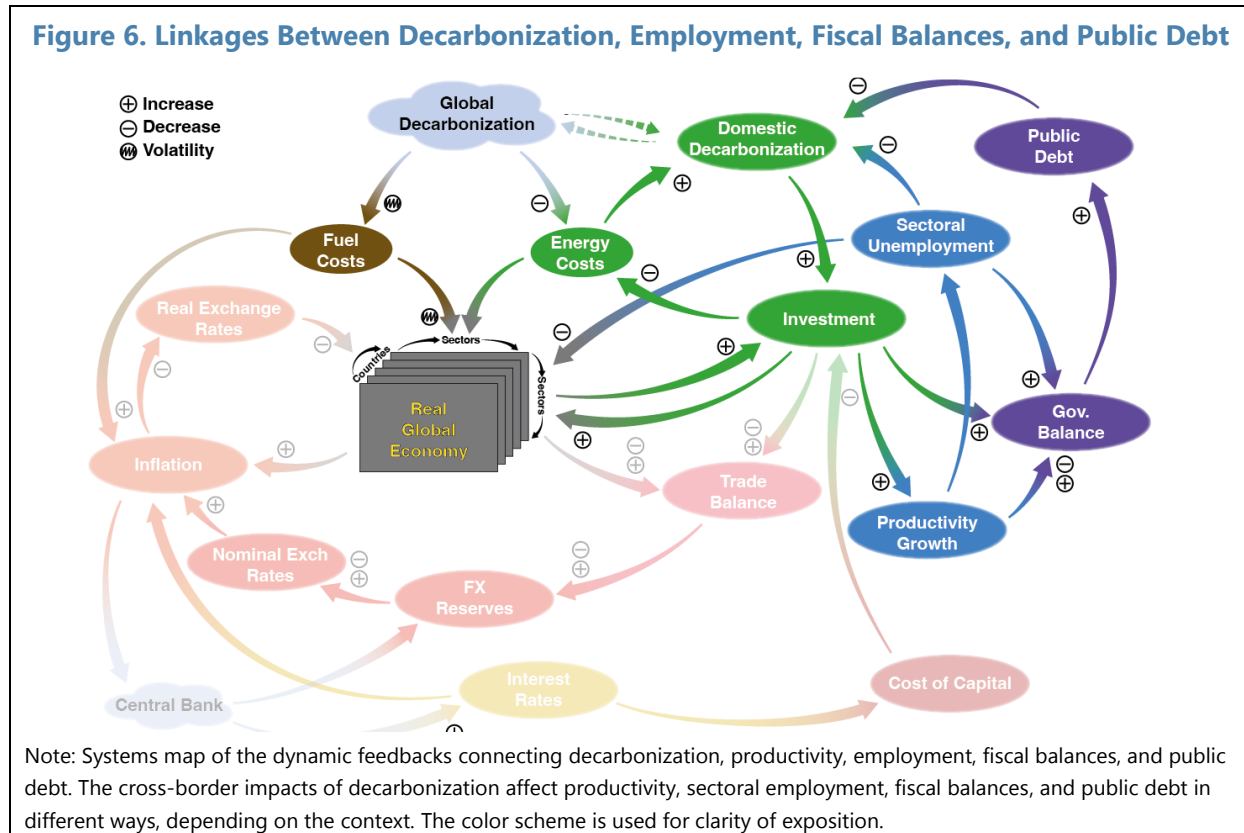 Figure 6. Linkages Between Decarbonization, Employment, Fiscal Balances, and Public Debt
⊕ Increase
⊖ Decrease
Volatility
Global
Decarbonization
Domestic
Decarbonization
Public
Debt
Fuel
Costs
Energy
Costs
Sectoral
Unemployment
Real Exchange
Rates
Investment
Countries
Sectors
Sectors
Real
Global
Economy
Gov.
Balance
Inflation
Trade
Balance
Productivity
Growth
Nominal Exch
Rates
FX
Reserves
Central Bank
Interest
Rates
Cost of Capital
Note: Systems map of the dynamic feedbacks connecting decarbonization, productivity, employment, fiscal balances, and public
debt. The cross-border impacts of decarbonization affect productivity, sectoral employment, fiscal balances, and public debt in
different ways, depending on the context. The color scheme is used for clarity of exposition.